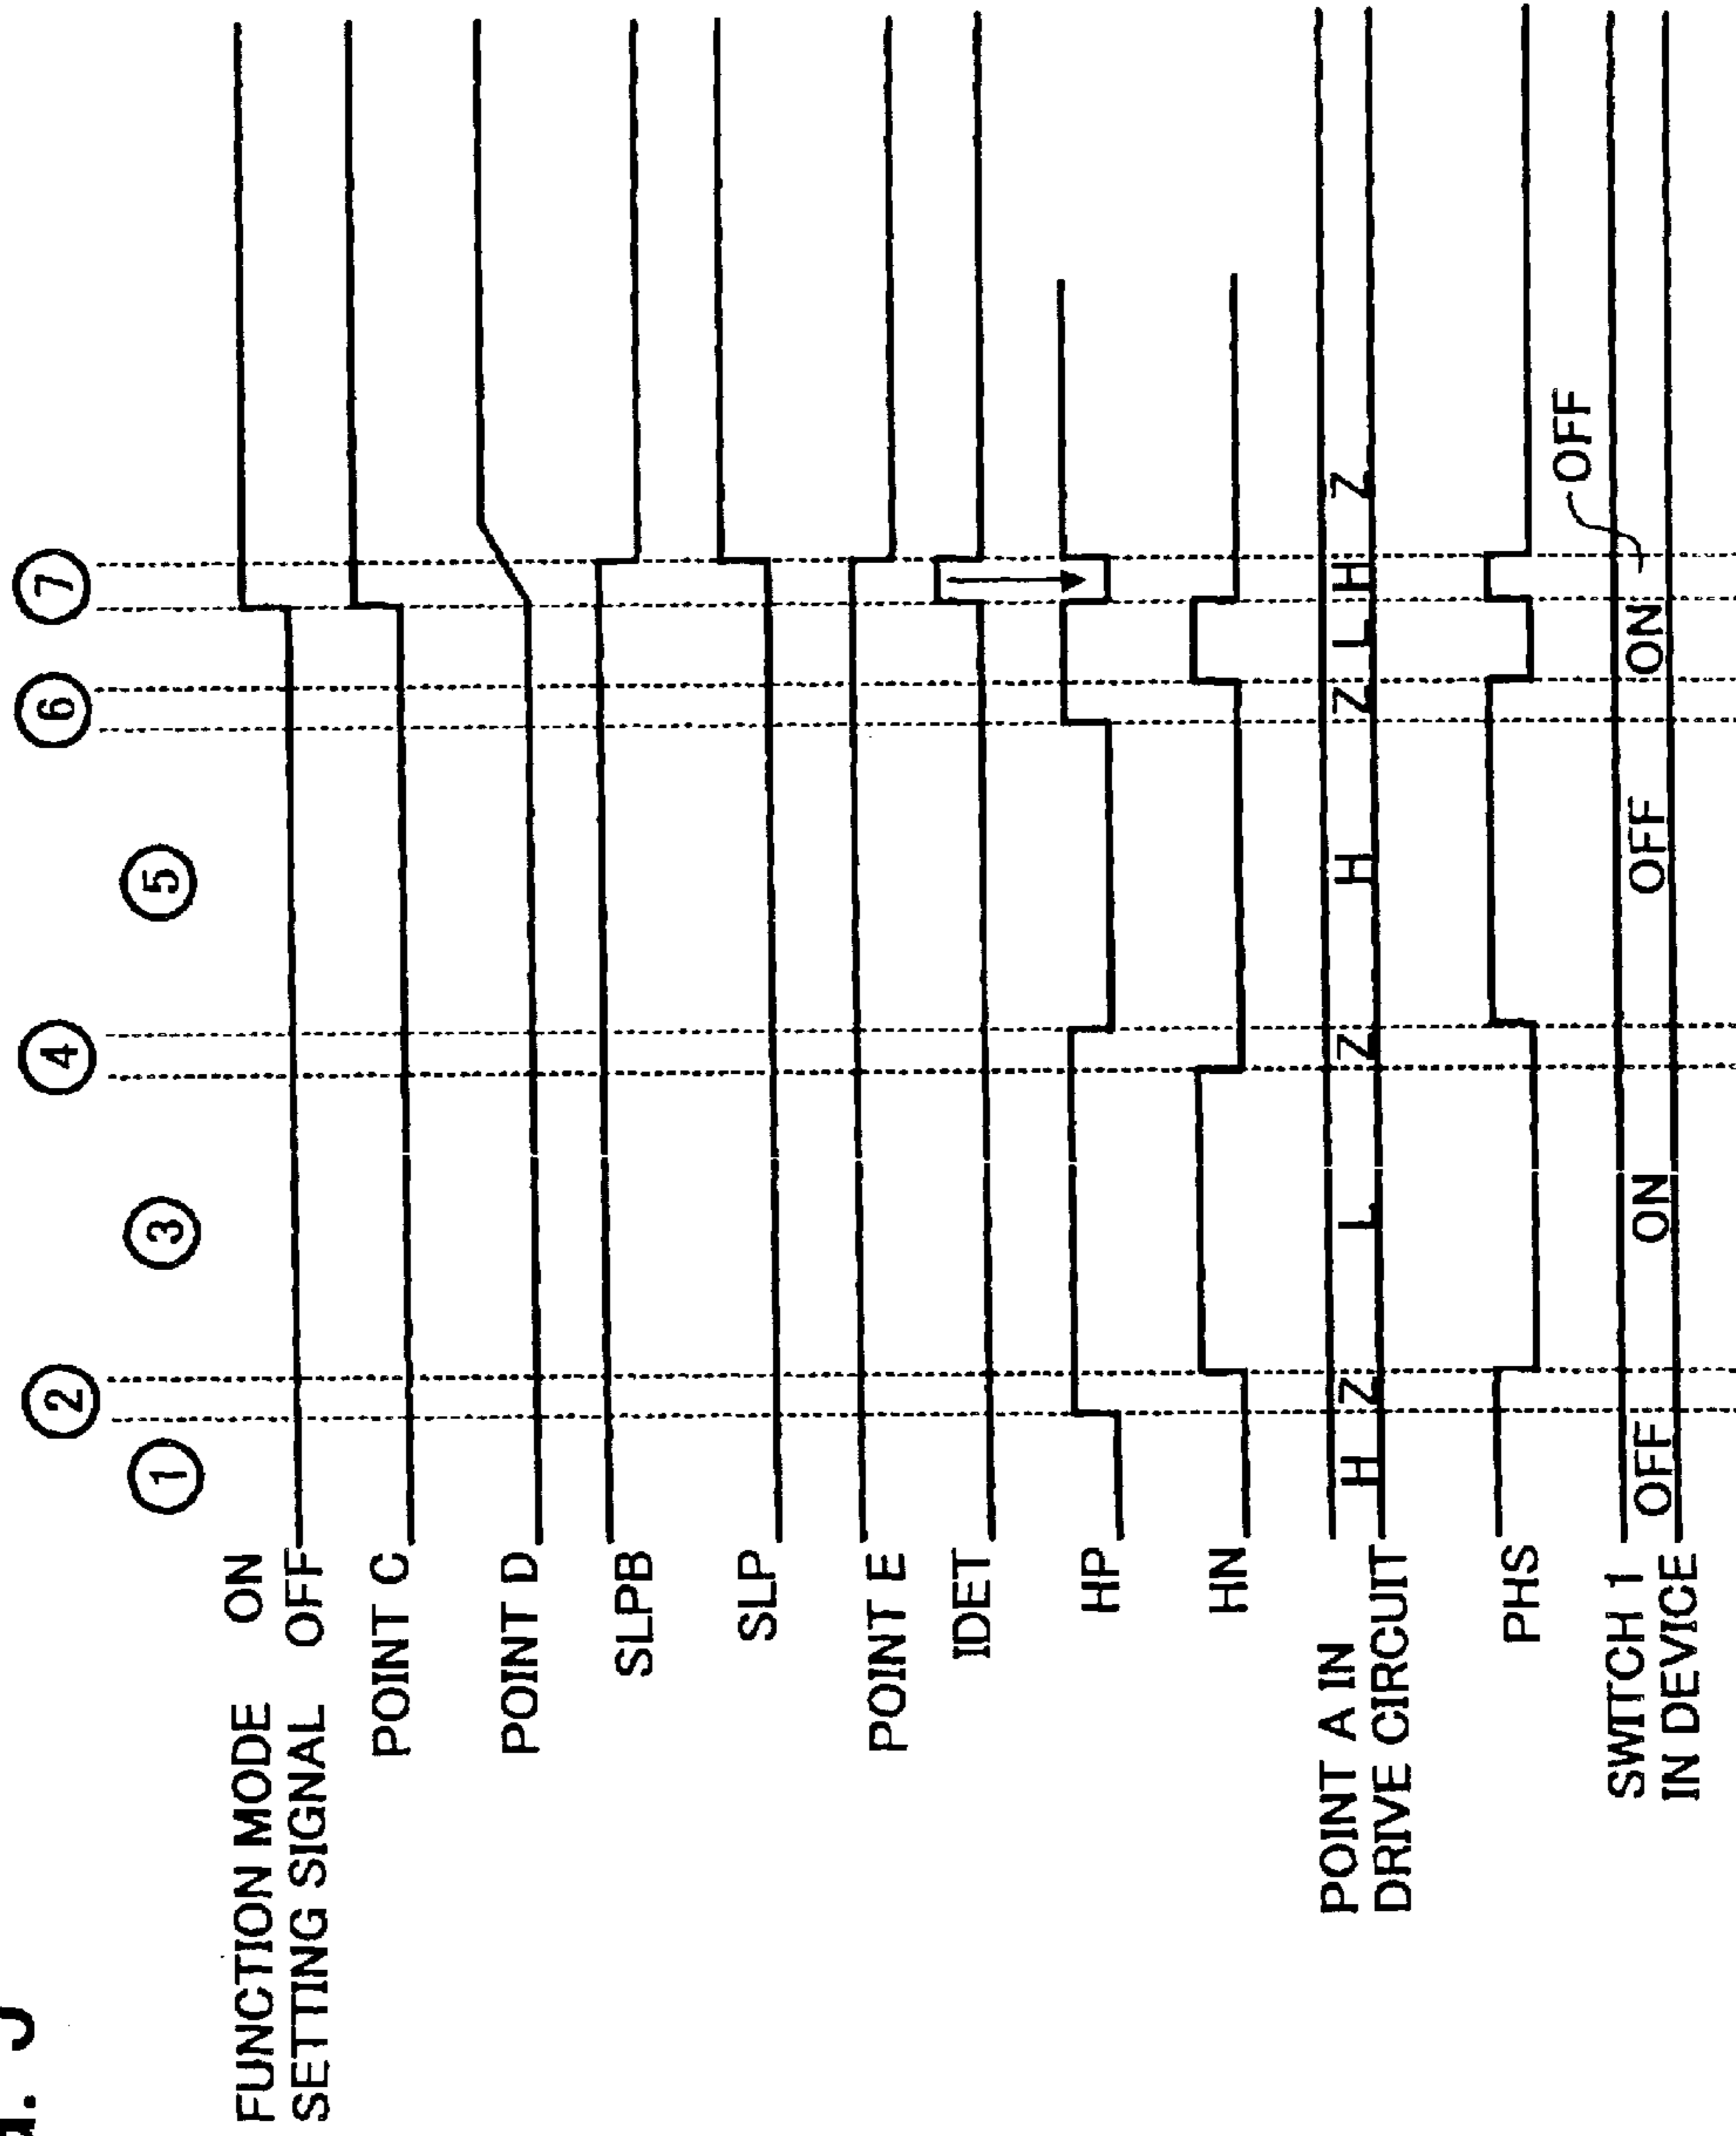 ① ② ③ ④ ⑤ ⑥ ⑦
FUNCTION MODE ON
SETTING SIGNAL OFF
POINT C
POINT D
SLPB
SLP
POINT E
IDET
HP
HN
POINT A IN
DRIVE CIRCUIT
H Z L Z H Z L H Z
PHS
OFF
SWITCH 1
IN DEVICE
OFF ON OFF ON